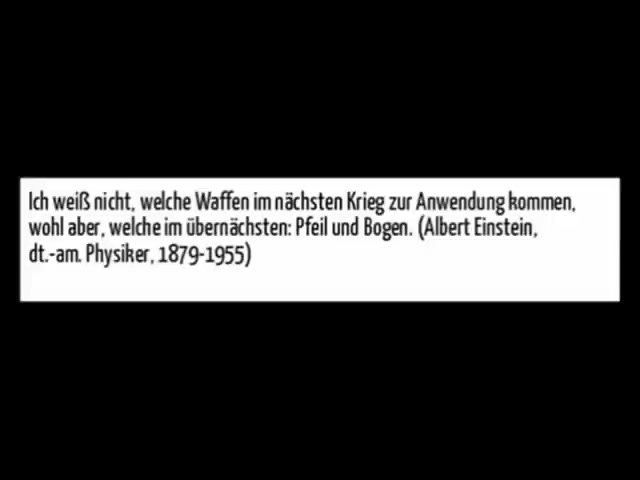 Ich weiß nicht, welche Waffen im nächsten Krieg zur Anwendung kommen,
wohl aber, welche im übernächsten: Pfeil und Bogen. (Albert Einstein,
dt.-am. Physiker, 1879-1955)